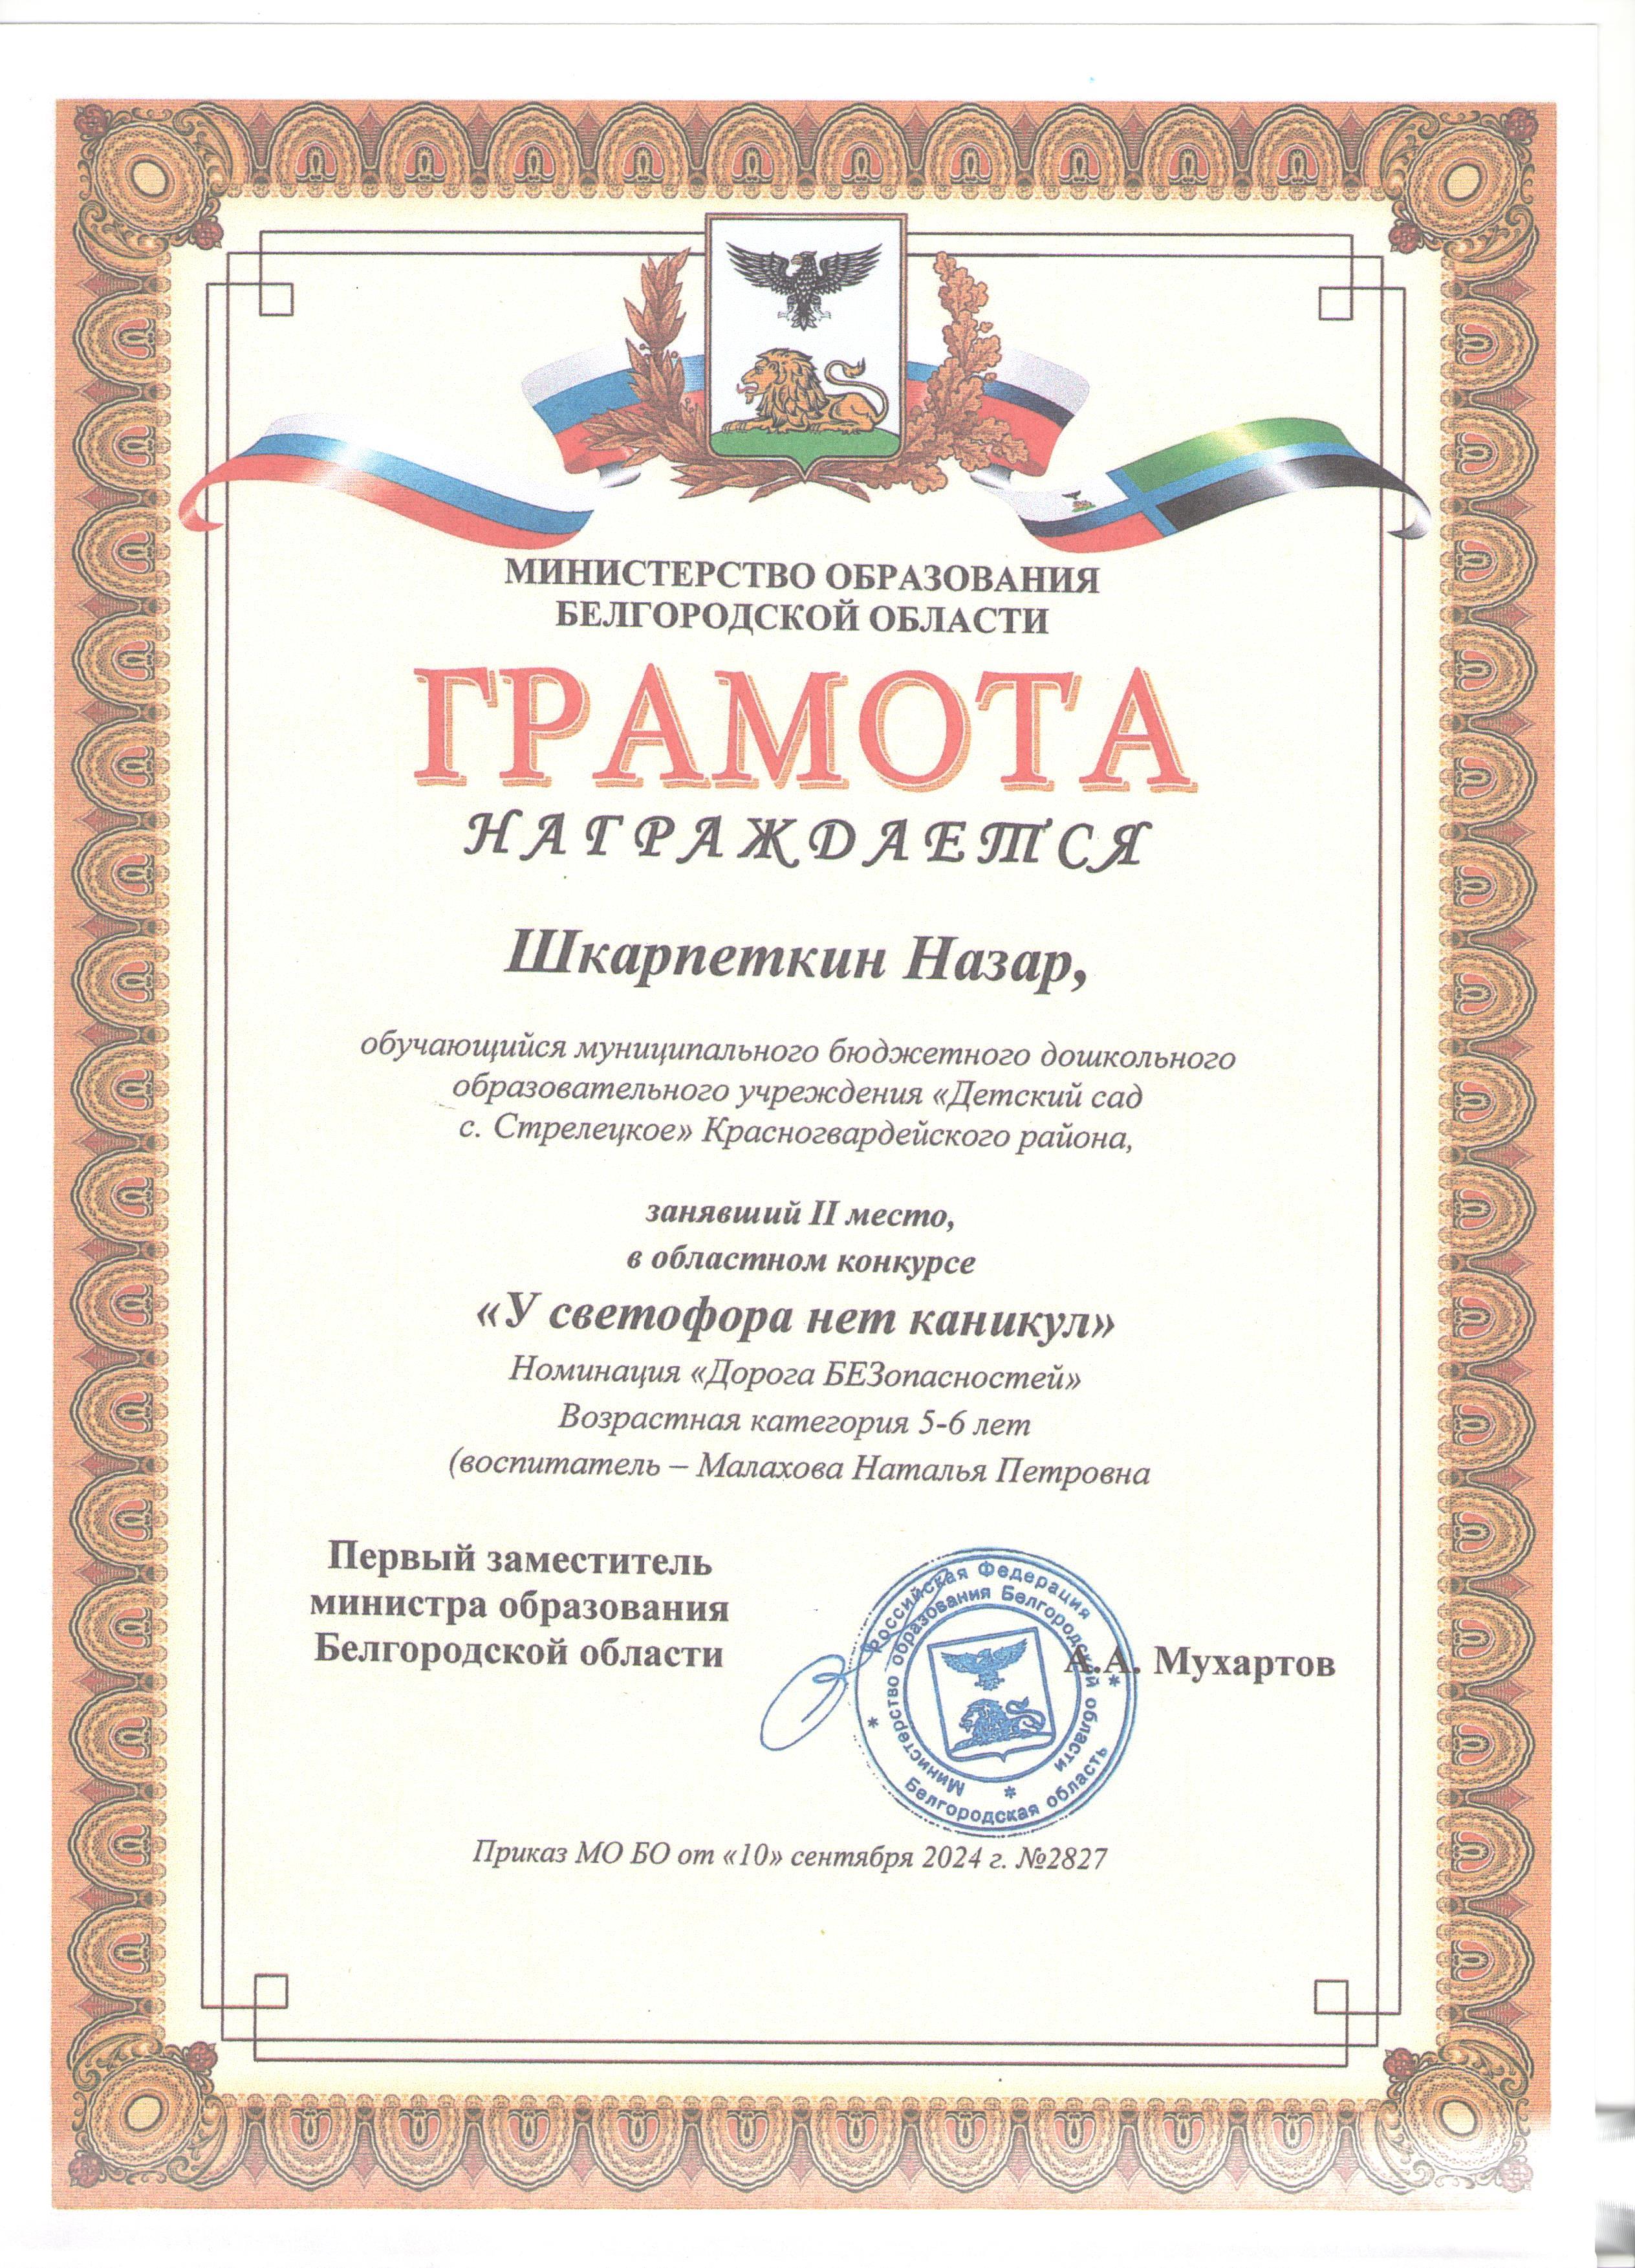 МИНИСТЕРСТВО ОБРАЗОВАНИЯ
БЕЛГОРОДСКОЙ ОБЛАСТИ
ГРАМОТА
НАГРАЖДАЕТСЯ
Шкарпеткин Назар,
обучающийся муниципального бюджетного дошкольного
образовательного учреждения «Детский сад
с. Стрелецкое» Красногвардейского района,
занявший II место,
в областном конкурсе
«У светофора нет каникул»
Номинация «Дорога БЕЗопасностей»
Возрастная категория 5-6 лет
(воспитатель – Малахова Наталья Петровна
Первый заместитель
министра образования
Белгородской области
А.А. Мухартов
Российская Федерация
Министерство образования Белгородской области
Белгородская область
Приказ МО БО от «10» сентября 2024 г. №2827